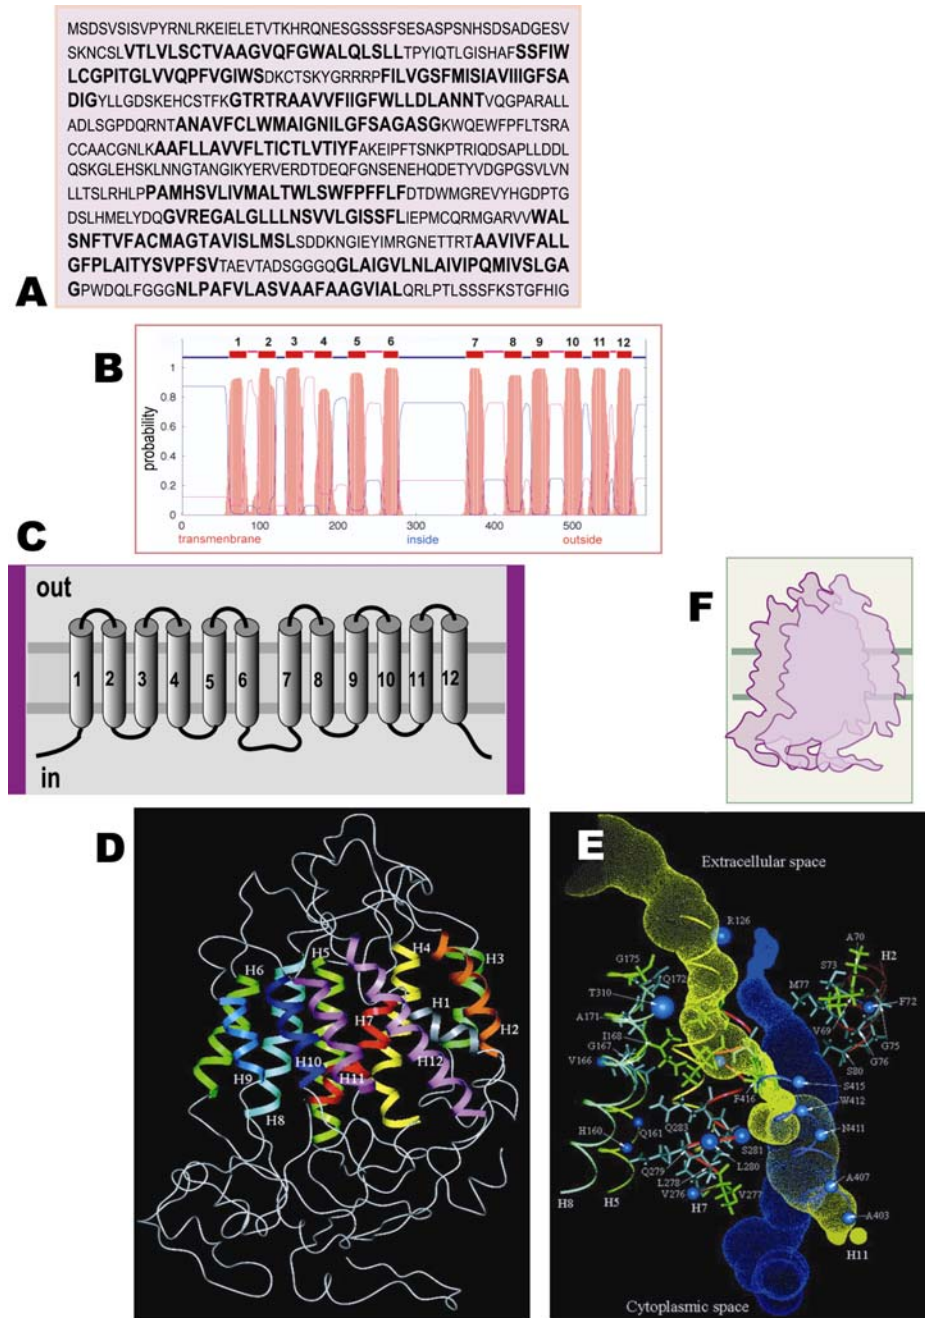 MSDSVSISVPYRNLRKEIELETVTKHRQNESGSSSFSESASPSNHSDSADGESV
SKNCSLVTLVLSCTVAAGVQFGWALQLSLLTPYIQTLGISHAFSSFIW
LCGPITGLVVQPFVGIWSDKCTSKYGRRRPFILVGSFMISIAVIIIGFSA
DIGYLLGDSKEHCSTFKGTRTRAAVVFIIGFWLLDLANNTVQGPARALL
ADLSGPDQRNTANAVFCLWMAIGNILGFSAGASGKWQEWFPFLTSRA
CCAACGNLKAAFLLAVVFLTICTLVTIYFAKEIPFTSNKPTRIQDSAPLLDDL
QSKGLEHSKLNNGTANGIKYERVERDTDEQFGNSENEHQDETYVDGPGSVLVN
LLTSLRHLPPAMHSVLIVMALTWLSWFPFFLFDTDWMGREVYHGDPTG
DSLHMELYDQGVREGALGLLLNSVVLGISSFLIEPMCQRMGARVVWAL
SNFTVFACMAGTAVISLMSLSDDKNGIEYIMRGNETTRTAAVIVFALL
GFPLAITYSVPFSVTAEVTADSGGGQGLAIGVLNLAIVIPQMIVSLGA
GPWDQLFGGGNLPAFVLASVAAFAAGVIALQRLPTLSSSFKSTGFHIG
A
B
1 2 3 4 5 6 7 8 9 10 11 12
probability
1
0.8
0.6
0.4
0.2
0
0 100 200 300 400 500
transmenbrane inside outside
C
out
1 2 3 4 5 6 7 8 9 10 11 12
in
F
D
H4
H5
H3
H6
H1
H7
H2
H10
H12
H9
H11
H8
E
Extracellular space
R126
A70
H2
G175
S73
Q172
M77
T310
F72
A171
V69
I168
G75
G167
G76
V166
S80
S415
F416
W412
H160
Q161
Q283
N411
S281
Q279
L280
L278
A407
V276
V277
H8
H5
H7
A403
H11
Cytoplasmic space